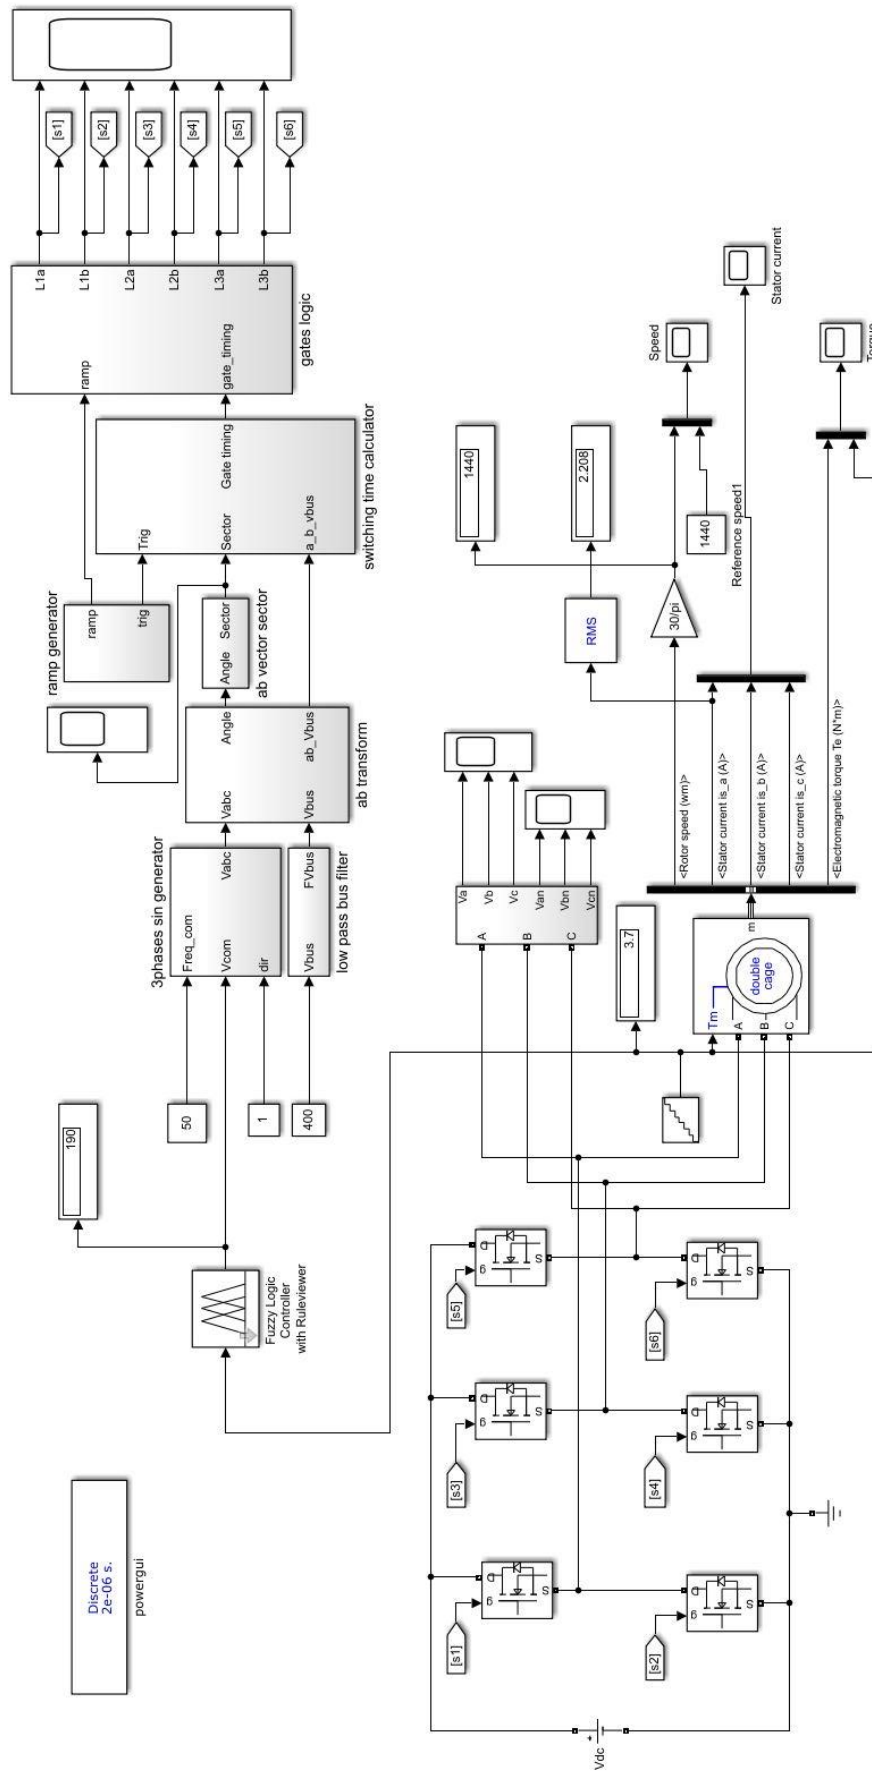 Discrete
2e-06 s.
powergui
190
Fuzzy Logic
Controller
with Ruleviewer
50
1
400
3phases sin generator
Freq_com
Vcom
Vabc
dir
Vbus
FVbus
low pass bus filter
Vabc
Angle
Vbus
ab_Vbus
ab transform
Angle
Sector
ab vector sector
ramp generator
ramp
trig
Trig
Sector
Gate timing
a_b_vbus
switching time calculator
ramp
gate_timing
L1a
L1b
L2a
L2b
L3a
L3b
gates logic
[s1]
[s2]
[s3]
[s4]
[s5]
[s6]
Vdc
+
[s1]
g
D
S
[s3]
g
D
S
[s5]
g
D
S
[s2]
g
D
S
[s4]
g
D
S
[s6]
g
D
S
A
B
C
Va
Vb
Vc
Van
Vbn
Vcn
3.7
Tm
A
B
C
m
double
cage
<Rotor speed (wm)>
<Stator current is_a (A)>
<Stator current is_b (A)>
<Stator current is_c (A)>
<Electromagnetic torque Te (N*m)>
RMS
30/pi
1440
2.208
1440
Reference speed1
Speed
Stator current
Torque